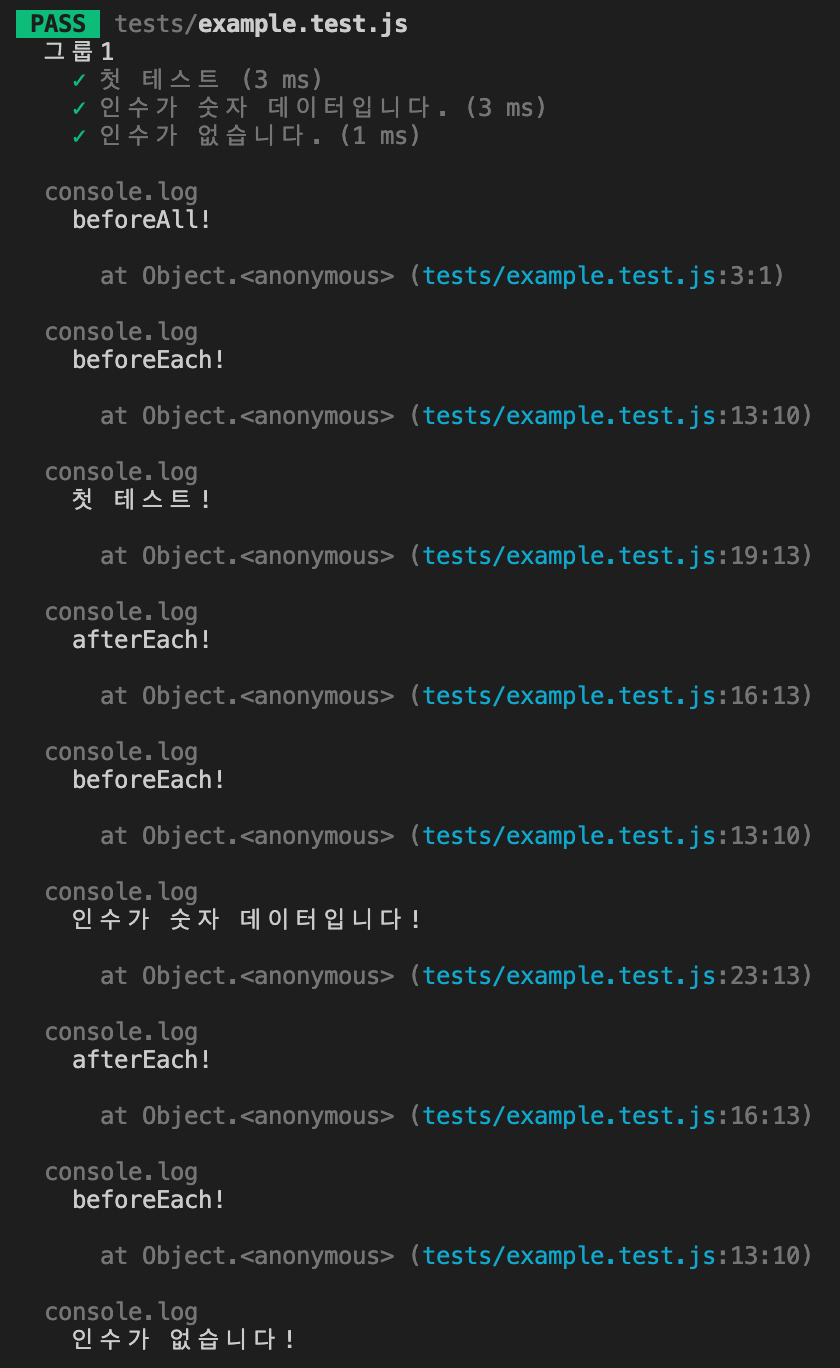 PASS tests/example.test.js
그룹1
✓ 첫 테스트 (3 ms)
✓ 인수가 숫자 데이터입니다. (3 ms)
✓ 인수가 없습니다. (1 ms)
console.log
beforeAll!
at Object.<anonymous> (tests/example.test.js:3:1)
console.log
beforeEach!
at Object.<anonymous> (tests/example.test.js:13:10)
console.log
첫 테스트!
at Object.<anonymous> (tests/example.test.js:19:13)
console.log
afterEach!
at Object.<anonymous> (tests/example.test.js:16:13)
console.log
beforeEach!
at Object.<anonymous> (tests/example.test.js:13:10)
console.log
인수가 숫자 데이터입니다!
at Object.<anonymous> (tests/example.test.js:23:13)
console.log
afterEach!
at Object.<anonymous> (tests/example.test.js:16:13)
console.log
beforeEach!
at Object.<anonymous> (tests/example.test.js:13:10)
console.log
인수가 없습니다!